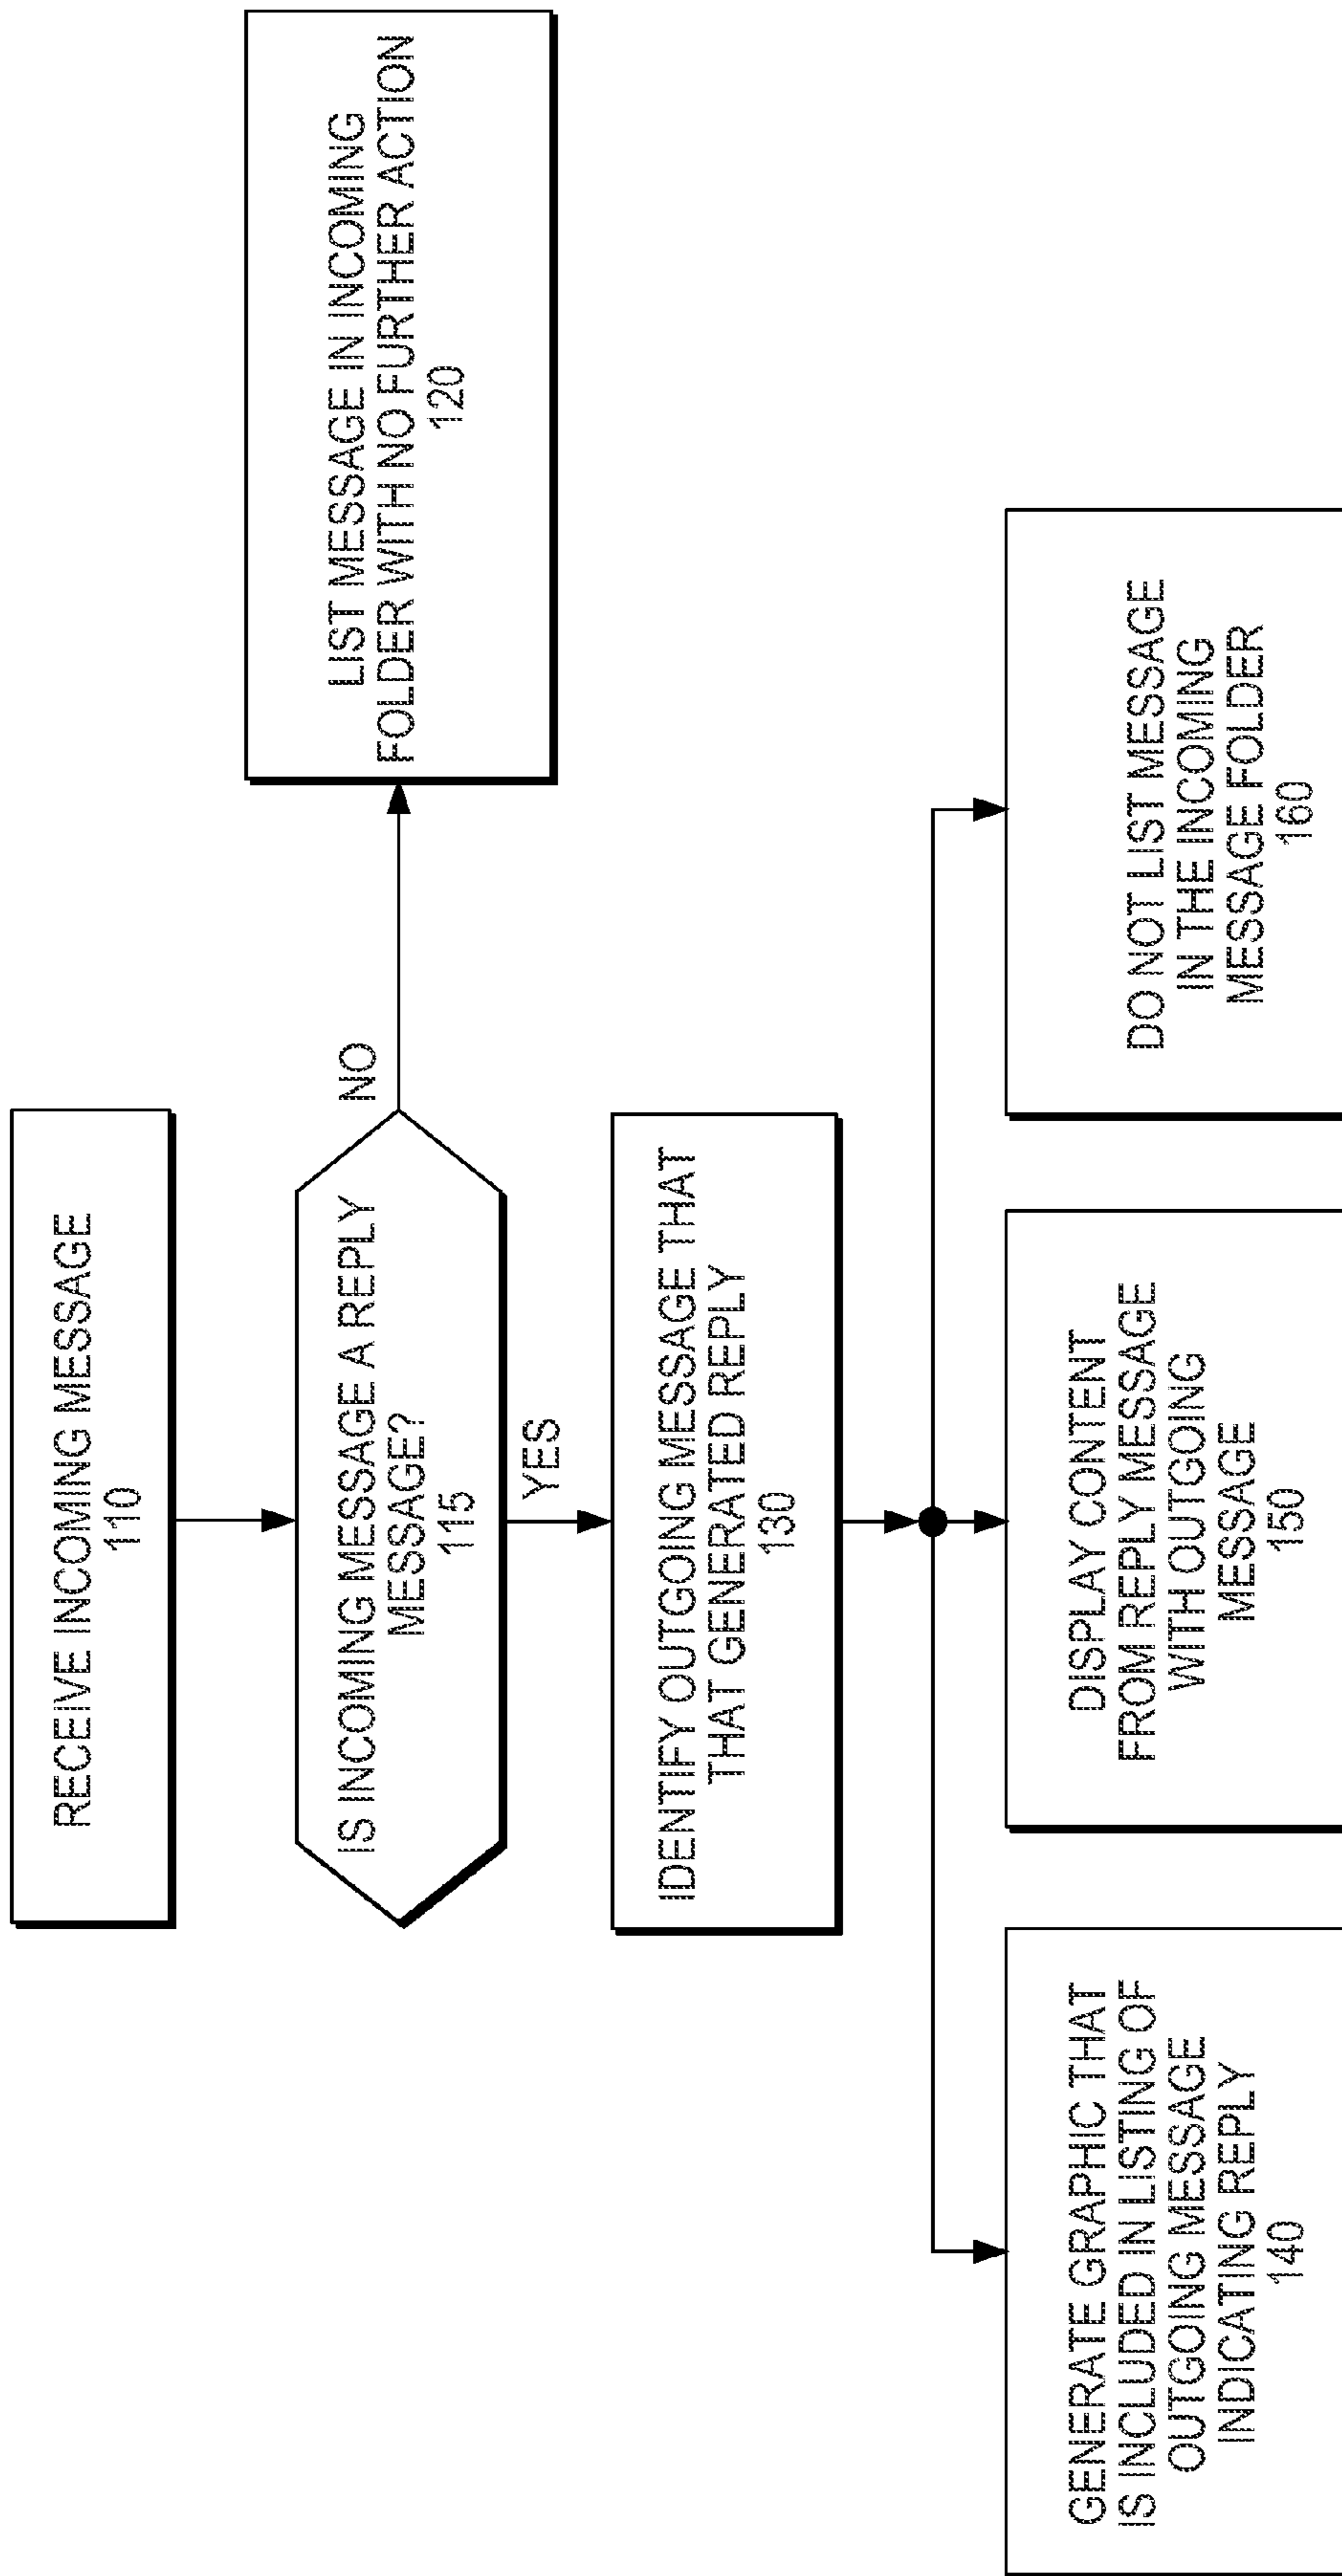 RECEIVE INCOMING MESSAGE
110
IS INCOMING MESSAGE A REPLY
MESSAGE?
115
NO
LIST MESSAGE IN INCOMING
FOLDER WITH NO FURTHER ACTION
120
YES
IDENTIFY OUTGOING MESSAGE THAT
THAT GENERATED REPLY
130
GENERATE GRAPHIC THAT
IS INCLUDED IN LISTING OF
OUTGOING MESSAGE
INDICATING REPLY
140
DISPLAY CONTENT
FROM REPLY MESSAGE
WITH OUTGOING
MESSAGE
150
DO NOT LIST MESSAGE
IN THE INCOMING
MESSAGE FOLDER
160